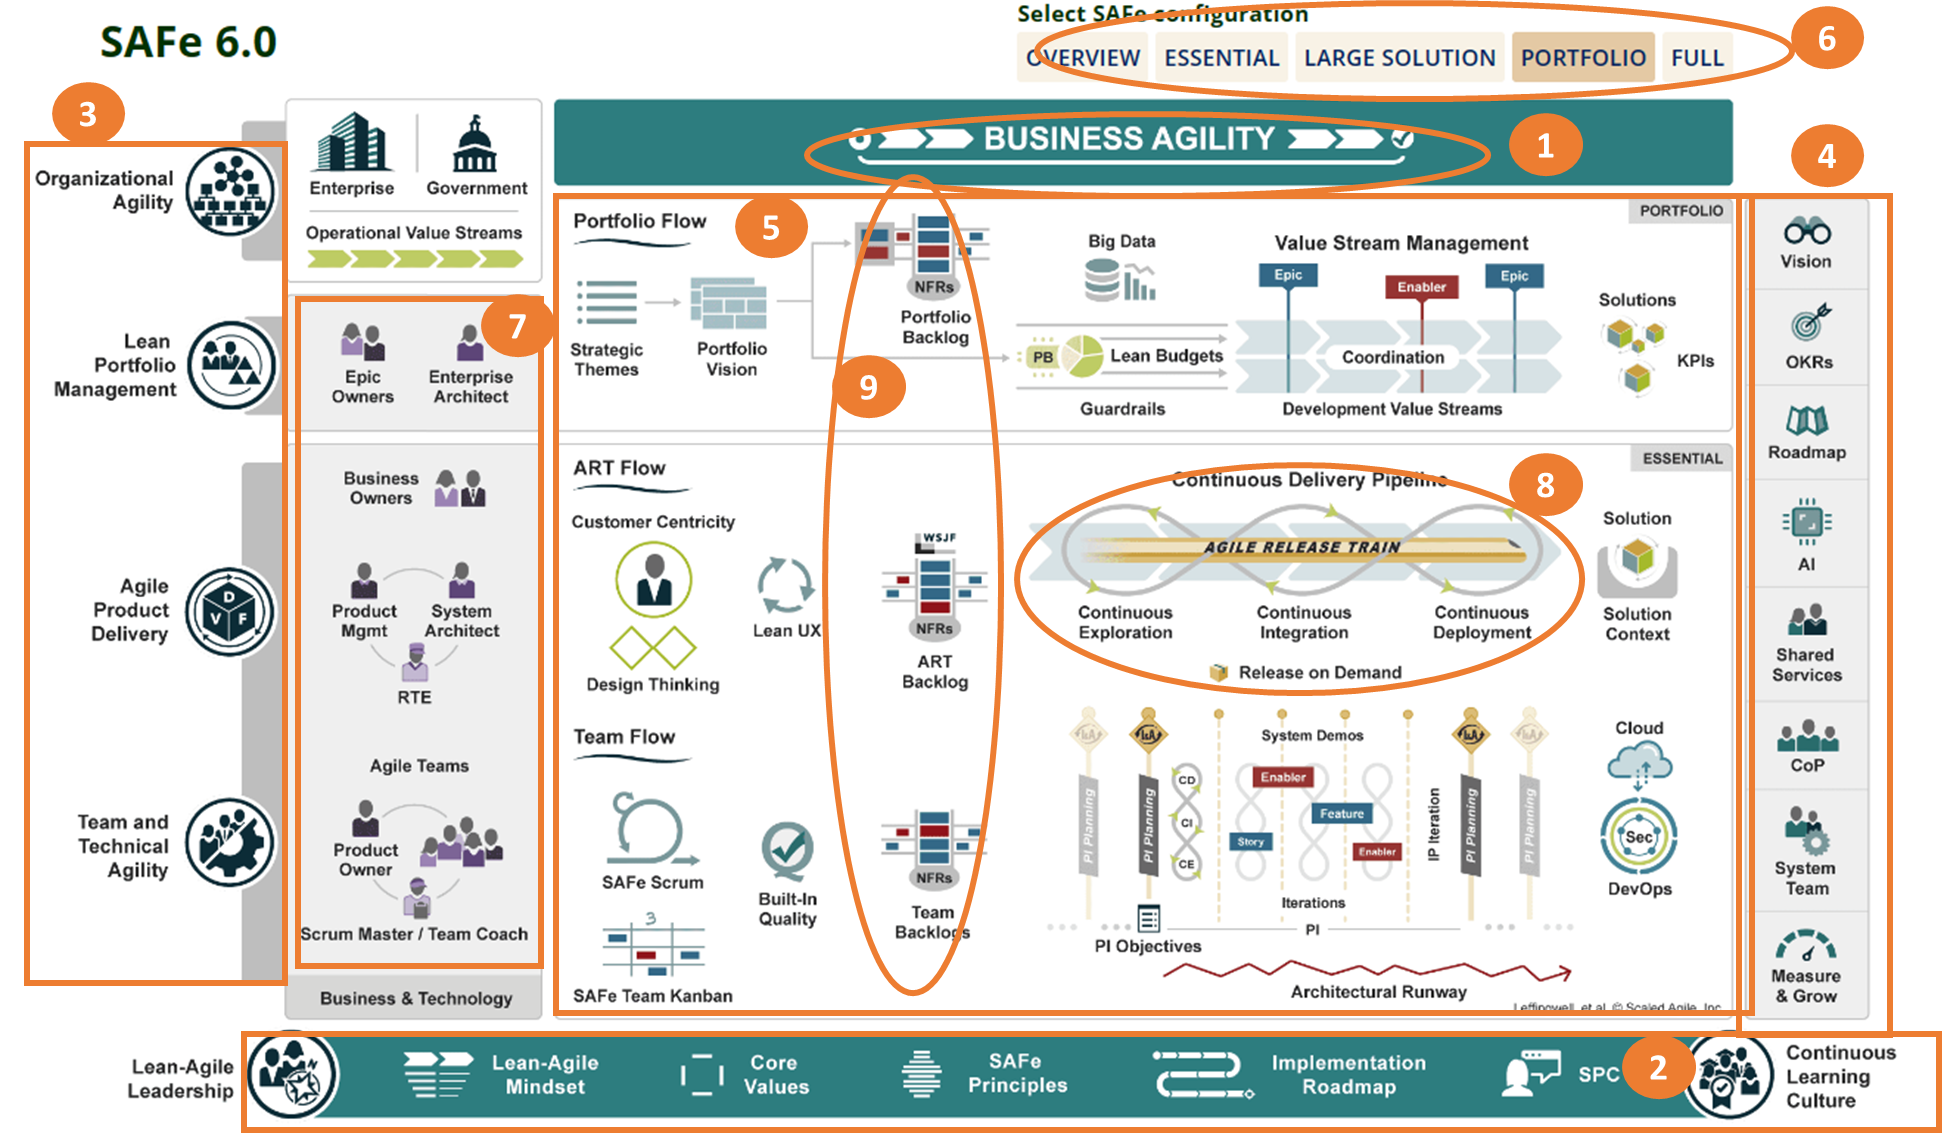 Select SAFe configuration
SAFe 6.0
OVERVIEW
ESSENTIAL
LARGE SOLUTION
PORTFOLIO
FULL
6
3
1
4
BUSINESS AGILITY
Organizational
Agility
Lean
Portfolio
Management
Agile
Product
Delivery
D
V
F
Team and
Technical
Agility
Enterprise
Government
Operational Value Streams
7
Epic
Owners
Enterprise
Architect
Business
Owners
Product
Mgmt
System
Architect
RTE
Agile Teams
Product
Owner
Scrum Master / Team Coach
Business & Technology
PORTFOLIO
Portfolio Flow
5
Strategic
Themes
Portfolio
Vision
NFRs
Portfolio
Backlog
9
Big Data
PB
Lean Budgets
Guardrails
Value Stream Management
Epic
Enabler
Epic
Coordination
Development Value Streams
Solutions
KPIs
ESSENTIAL
ART Flow
Customer Centricity
Lean UX
Design Thinking
WSJF
NFRs
ART
Backlog
Continuous Delivery Pipeline
8
AGILE RELEASE TRAIN
Continuous
Exploration
Continuous
Integration
Continuous
Deployment
Release on Demand
Solution
Solution
Context
Team Flow
SAFe Scrum
Built-In
Quality
3
SAFe Team Kanban
NFRs
Team
Backlogs
I&A
I&A
I&A
I&A
PI Planning
PI Planning
PI Planning
PI Planning
CD
CI
CE
System Demos
Enabler
Feature
Story
Enabler
IP Iteration
Iterations
PI
PI Objectives
Architectural Runway
Cloud
Sec
DevOps
Leffingwell, et al. © Scaled Agile, Inc.
Vision
OKRs
Roadmap
AI
Shared
Services
CoP
System
Team
Measure
& Grow
Lean-Agile
Leadership
Lean-Agile
Mindset
Core
Values
SAFe
Principles
Implementation
Roadmap
SPC
2
Continuous
Learning
Culture